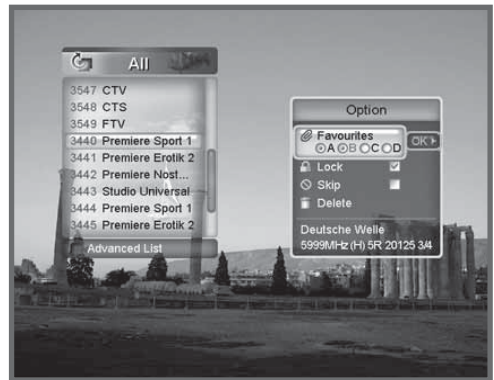 All
3547 CTV
3548 CTS
3549 FTV
3440 Premiere Sport 1
3441 Premiere Erotik 2
3442 Premiere Nost...
3443 Studio Universal
3444 Premiere Sport 1
3445 Premiere Erotik 2
Advanced List
Option
Favourites
OK
A B C D
Lock
Skip
Delete
Deutsche Welle
5999MHz (H) 5R 20125 3/4